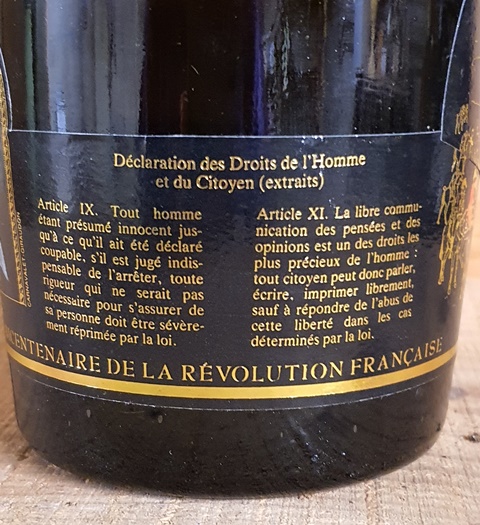 Déclaration des Droits de l'Homme
et du Citoyen (extraits)
Article IX. Tout homme
étant présumé innocent jus-
qu'à ce qu'il ait été déclaré
coupable, s'il est jugé indis-
pensable de l'arrêter, toute
rigueur qui ne serait pas
nécessaire pour s'assurer de
sa personne doit être sévère-
ment réprimée par la loi.
Article XI. La libre commu-
nication des pensées et des
opinions est un des droits les
plus précieux de l'homme :
tout citoyen peut donc parler,
écrire, imprimer librement,
sauf à répondre de l'abus de
cette liberté dans les cas
déterminés par la loi.
CENTENAIRE DE LA RÉVOLUTION FRANÇAISE